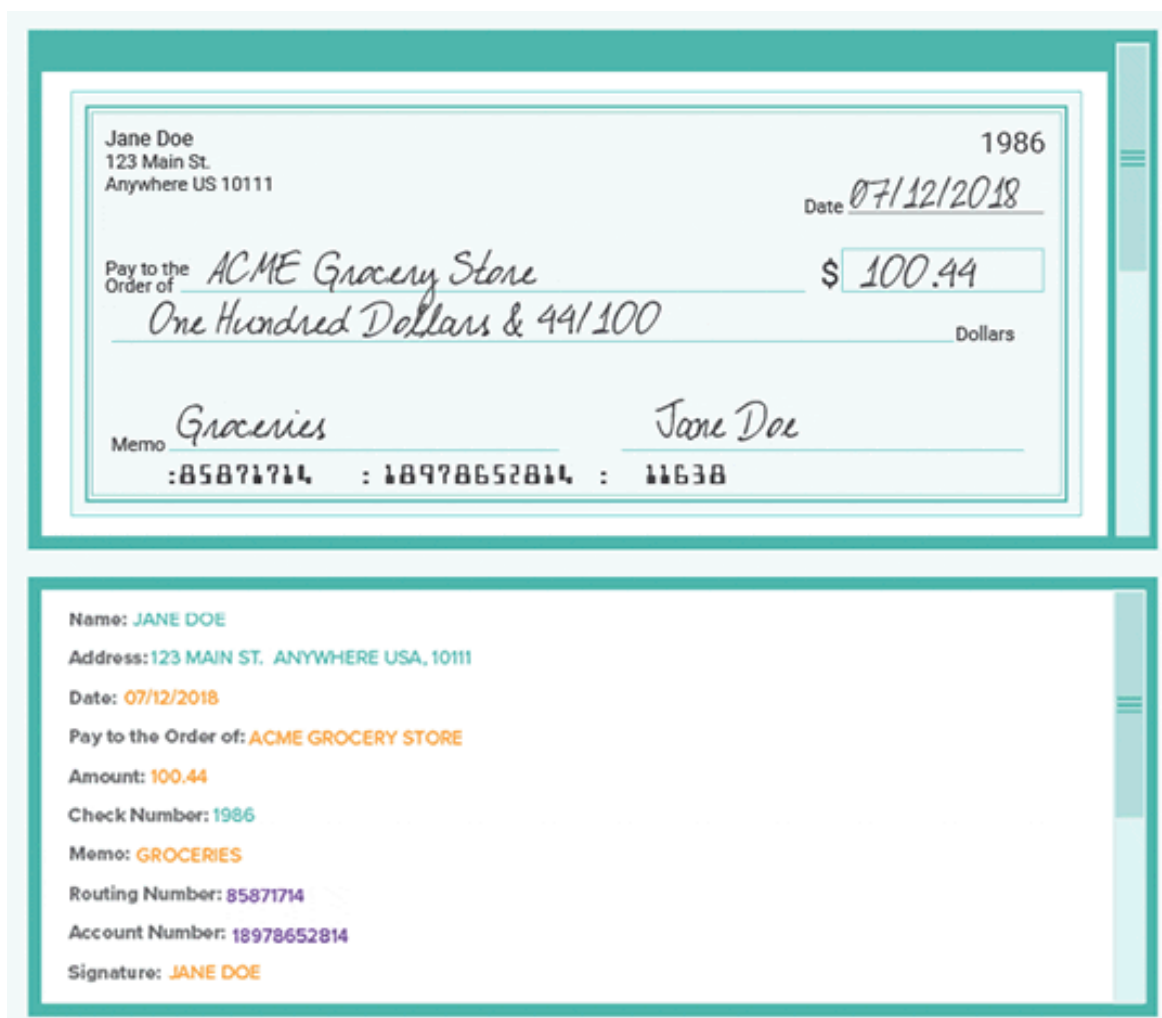 Jane Doe
1986
123 Main St.
Anywhere US 10111
Date 07/12/2018
Pay to the Order of ACME Grocery Store $ 100.44
One Hundred Dollars & 44/100 Dollars
Memo Groceries Jane Doe
:85871714 : 18978652814 : 11638
Name: JANE DOE
Address: 123 MAIN ST. ANYWHERE USA, 10111
Date: 07/12/2018
Pay to the Order of: ACME GROCERY STORE
Amount: 100.44
Check Number: 1986
Memo: GROCERIES
Routing Number: 85871714
Account Number: 18978652814
Signature: JANE DOE